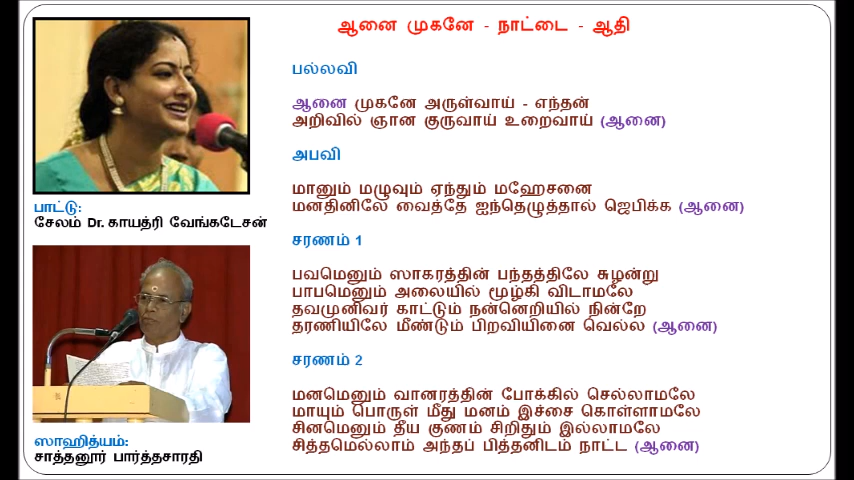 ஆனை முகனே - நாட்டை - ஆதி
பல்லவி
ஆனை முகனே அருள்வாய் - எந்தன்
அறிவில் ஞான குருவாய் உறைவாய் (ஆனை)
அபவி
மானும் மழுவும் ஏந்தும் மஹேசனை
மனதினிலே வைத்தே ஐந்தெழுத்தால் ஜெபிக்க (ஆனை)
சரணம் 1
பவமெனும் ஸாகரத்தின் பந்தத்திலே சுழன்று
பாபமெனும் அலையில் மூழ்கி விடாமலே
தவமுனிவர் காட்டும் நன்னெறியில் நின்றே
தரணியிலே மீண்டும் பிறவியினை வெல்ல (ஆனை)
சரணம் 2
மனமெனும் வானரத்தின் போக்கில் செல்லாமலே
மாயும் பொருள் மீது மனம் இச்சை கொள்ளாமலே
சினமெனும் தீய குணம் சிறிதும் இல்லாமலே
சித்தமெல்லாம் அந்தப் பித்தனிடம் நாட்ட (ஆனை)
பாட்டு:
சேலம் Dr. காயத்ரி வேங்கடேசன்
ஸாஹித்யம்:
சாத்தனூர் பார்த்தசாரதி